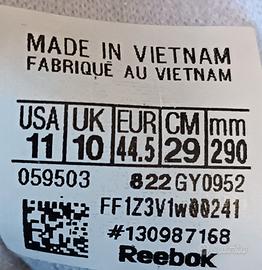 MADE IN VIETNAM
FABRIQUÉ AU VIETNAM
USA UK EUR CM mm
11 10 44.5 29 290
059503 822 GY0952
FF1Z3V1w00241
#130987168
Reebok